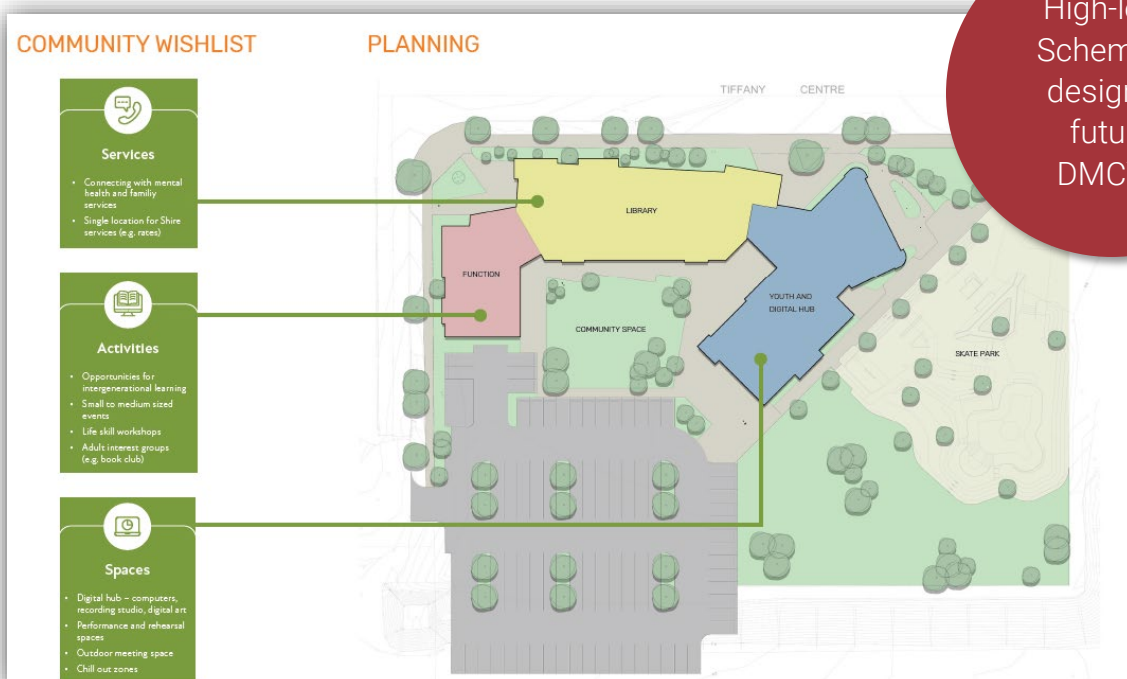 COMMUNITY WISHLIST
PLANNING
Services
• Connecting with mental
health and familiy
services
• Single location for Shire
services (e.g. rates)
Activities
• Opportunities for
intergenerational learning
• Small to medium sized
events
• Life skill workshops
• Adult interest groups
(e.g. book club)
Spaces
• Digital hub – computers,
recording studio, digital art
• Performance and rehearsal
spaces
• Outdoor meeting space
• Chill out zones
TIFFANY CENTRE
LIBRARY
FUNCTION
COMMUNITY SPACE
YOUTH AND
DIGITAL HUB
SKATE PARK
High-le
Schem
design
futu
DMC